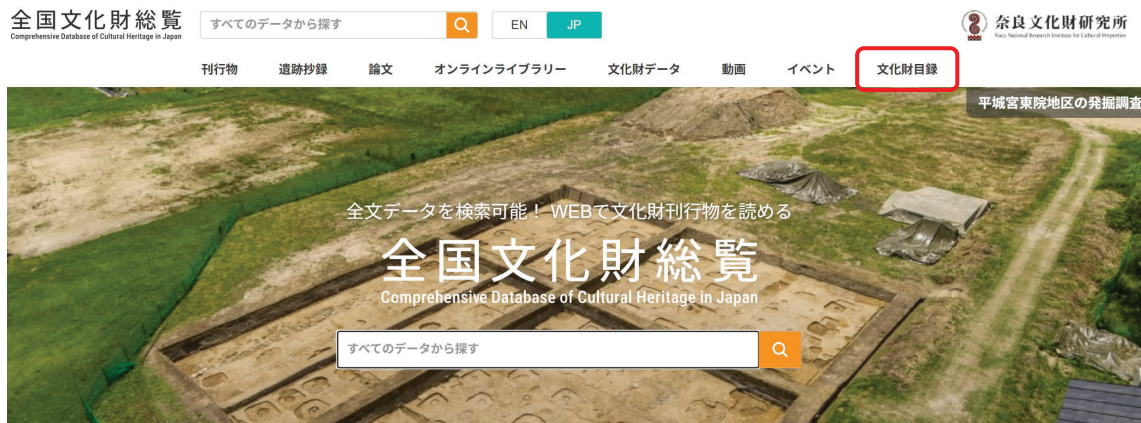 全国文化財総覧
Comprehensive Database of Cultural Heritage in Japan
すべてのデータから探す
EN JP
奈良文化財研究所
Nara National Research Institute for Cultural Properties
刊行物 遺跡抄録 論文 オンラインライブラリー 文化財データ 動画 イベント 文化財目録
平城宮東院地区の発掘調査
全文データを検索可能！ WEBで文化財刊行物を読める
全国文化財総覧
Comprehensive Database of Cultural Heritage in Japan
すべてのデータから探す